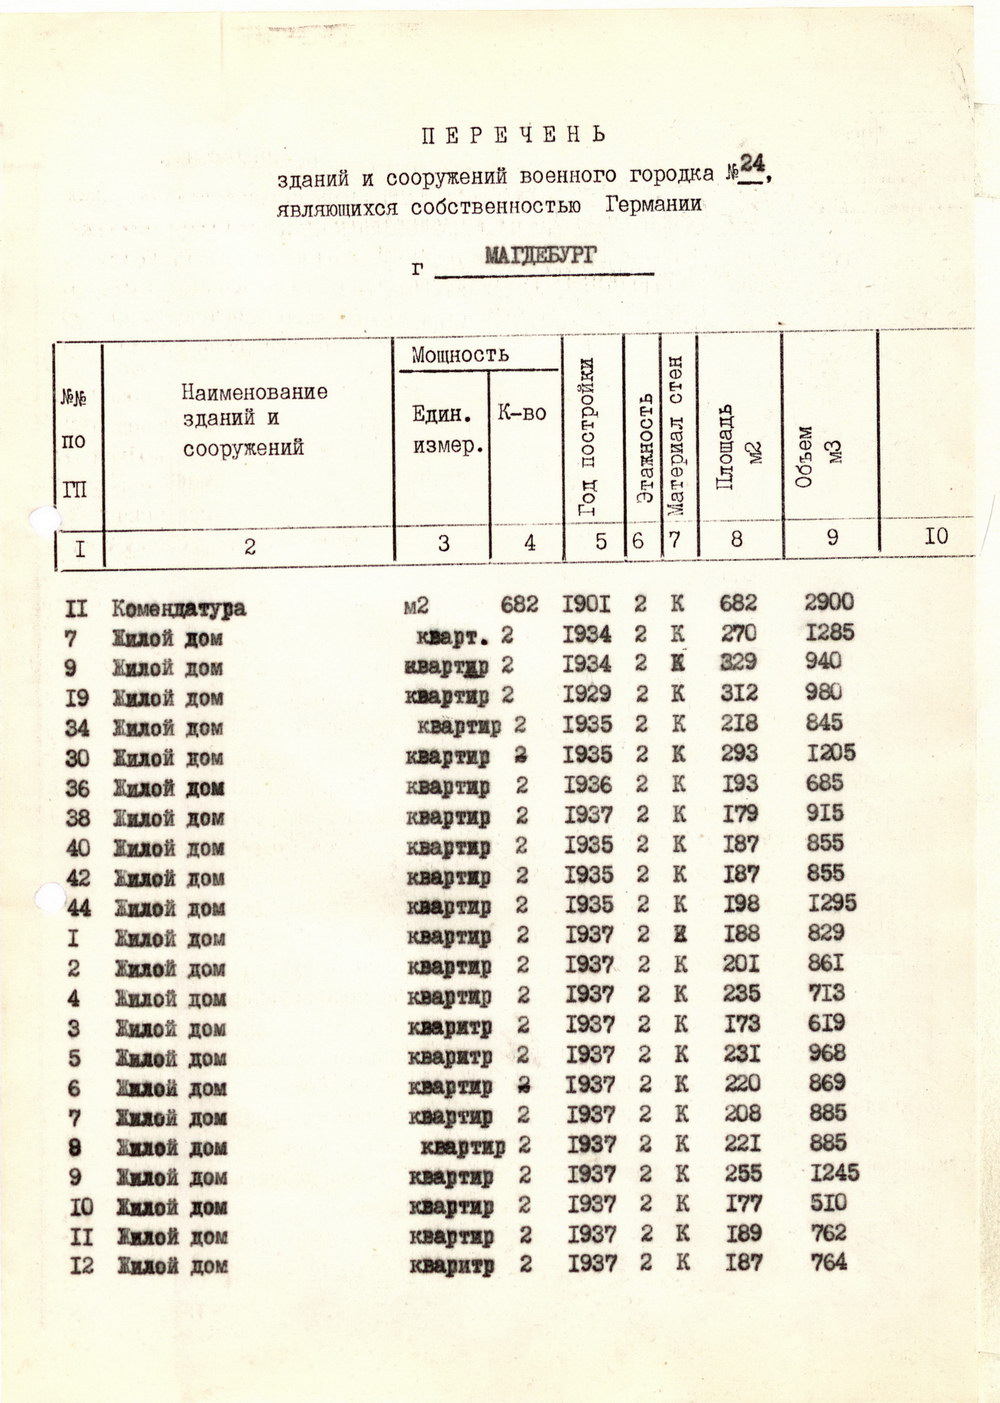 ПЕРЕЧЕНЬ
зданий и сооружений военного городка № 24,
являющихся собственностью Германии
г МАГДЕБУРГ
№№ по ГП
Наименование зданий и сооружений
Мощность
Един. измер.
К-во
Год постройки
Этажность
Материал стен
Площадь м2
Объем м3
I 2 3 4 5 6 7 8 9 10
II Комендатура м2 682 I90I 2 К 682 2900
7 Жилой дом кварт. 2 I934 2 К 270 I285
9 Жилой дом квартир 2 I934 2 К 329 940
I9 Жилой дом квартир 2 I929 2 К 3I2 980
34 Жилой дом квартир 2 I935 2 К 2I8 845
30 Жилой дом квартир 2 I935 2 К 293 I205
36 Жилой дом квартир 2 I936 2 К I93 685
38 Жилой дом квартир 2 I937 2 К I79 9I5
40 Жилой дом квартир 2 I935 2 К I87 855
42 Жилой дом квартир 2 I935 2 К I87 855
44 Жилой дом квартир 2 I935 2 К I98 I295
I Жилой дом квартир 2 I937 2 К I88 829
2 Жилой дом квартир 2 I937 2 К 20I 86I
4 Жилой дом квартир 2 I937 2 К 235 7I3
3 Жилой дом кваритр 2 I937 2 К I73 6I9
5 Жилой дом кваритр 2 I937 2 К 23I 968
6 Жилой дом квартир 2 I937 2 К 220 869
7 Жилой дом квартир 2 I937 2 К 208 885
8 Жилой дом квартир 2 I937 2 К 22I 885
9 Жилой дом квартир 2 I937 2 К 255 I245
I0 Жилой дом квартир 2 I937 2 К I77 5I0
II Жилой дом квартир 2 I937 2 К I89 762
I2 Жилой дом кваритр 2 I937 2 К I87 764